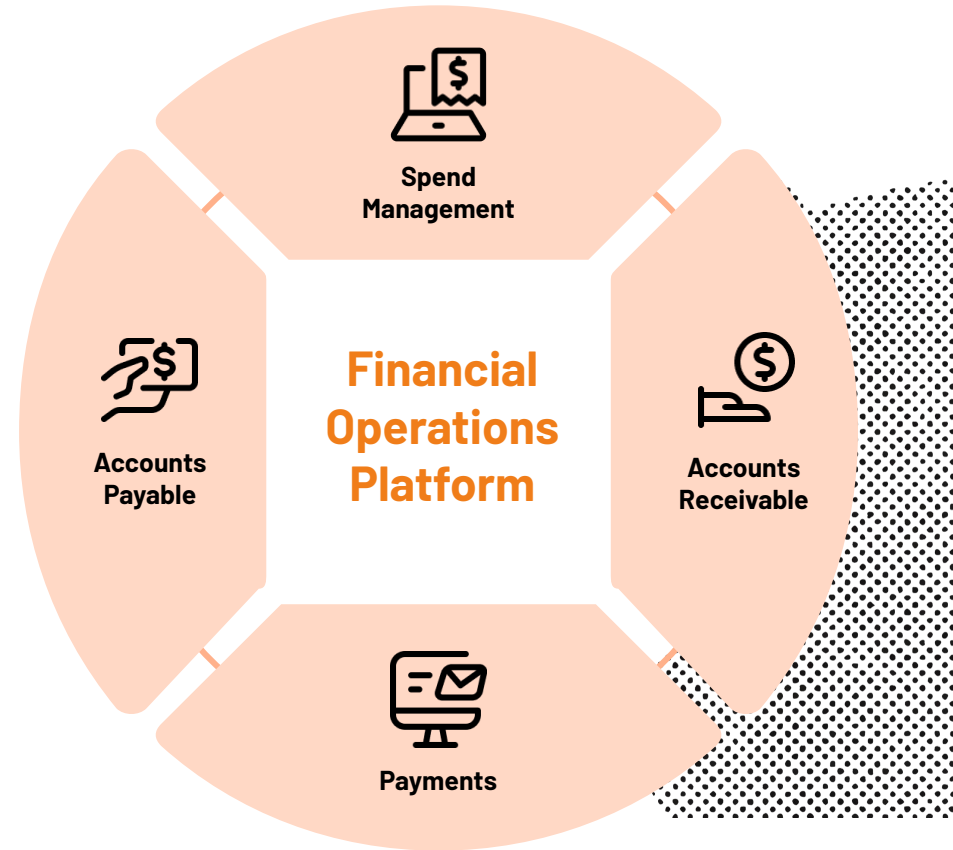 $
Spend
Management
$
Accounts
Payable
Financial
Operations
Platform
$
Accounts
Receivable
Payments